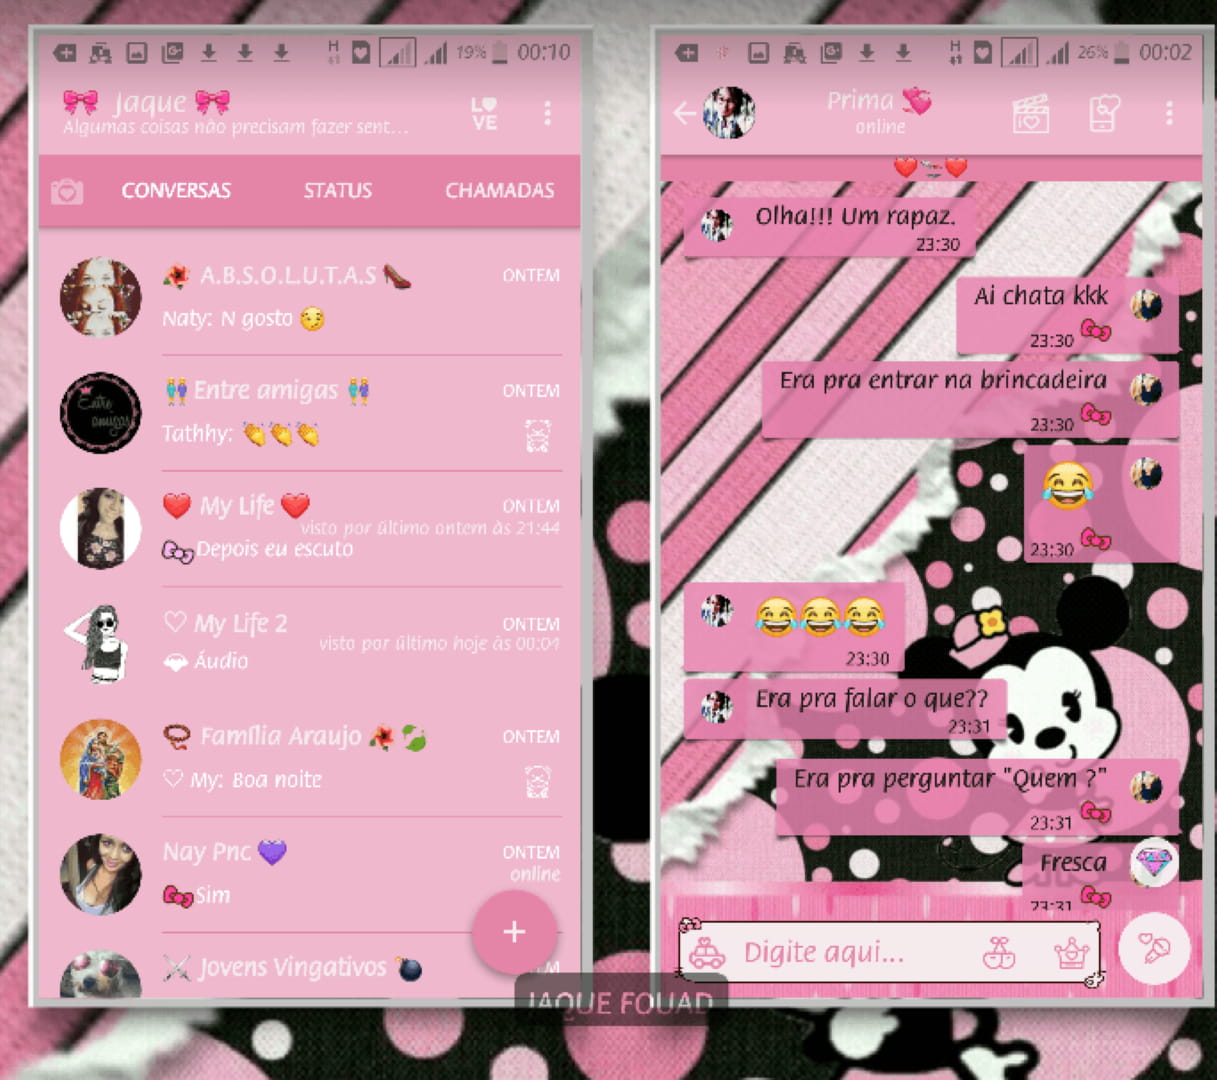 19% 00:10
Jaque
Algumas coisas não precisam fazer sent...
LOVE
CONVERSAS STATUS CHAMADAS
A.B.S.O.L.U.T.A.S ONTEM
Naty: N gosto 😏
Entre amigas ONTEM
Entre amigas
Tathhy: 👏👏👏
❤ My Life ❤ ONTEM
visto por último ontem às 21:44
Depois eu escuto
♡ My Life 2 ONTEM
visto por último hoje às 00:04
Áudio
Família Araujo ONTEM
♡ My: Boa noite
Nay Pnc 💜 ONTEM
online
Sim
⚔ Jovens Vingativos 💣
JAQUE FOUAD
26% 00:02
Prima 💞
online
Olha!!! Um rapaz.
23:30
Ai chata kkk
23:30
Era pra entrar na brincadeira
23:30
😂
23:30
😂😂😂
23:30
Era pra falar o que??
23:31
Era pra perguntar "Quem ?"
23:31
Fresca
23:31
Digite aqui...